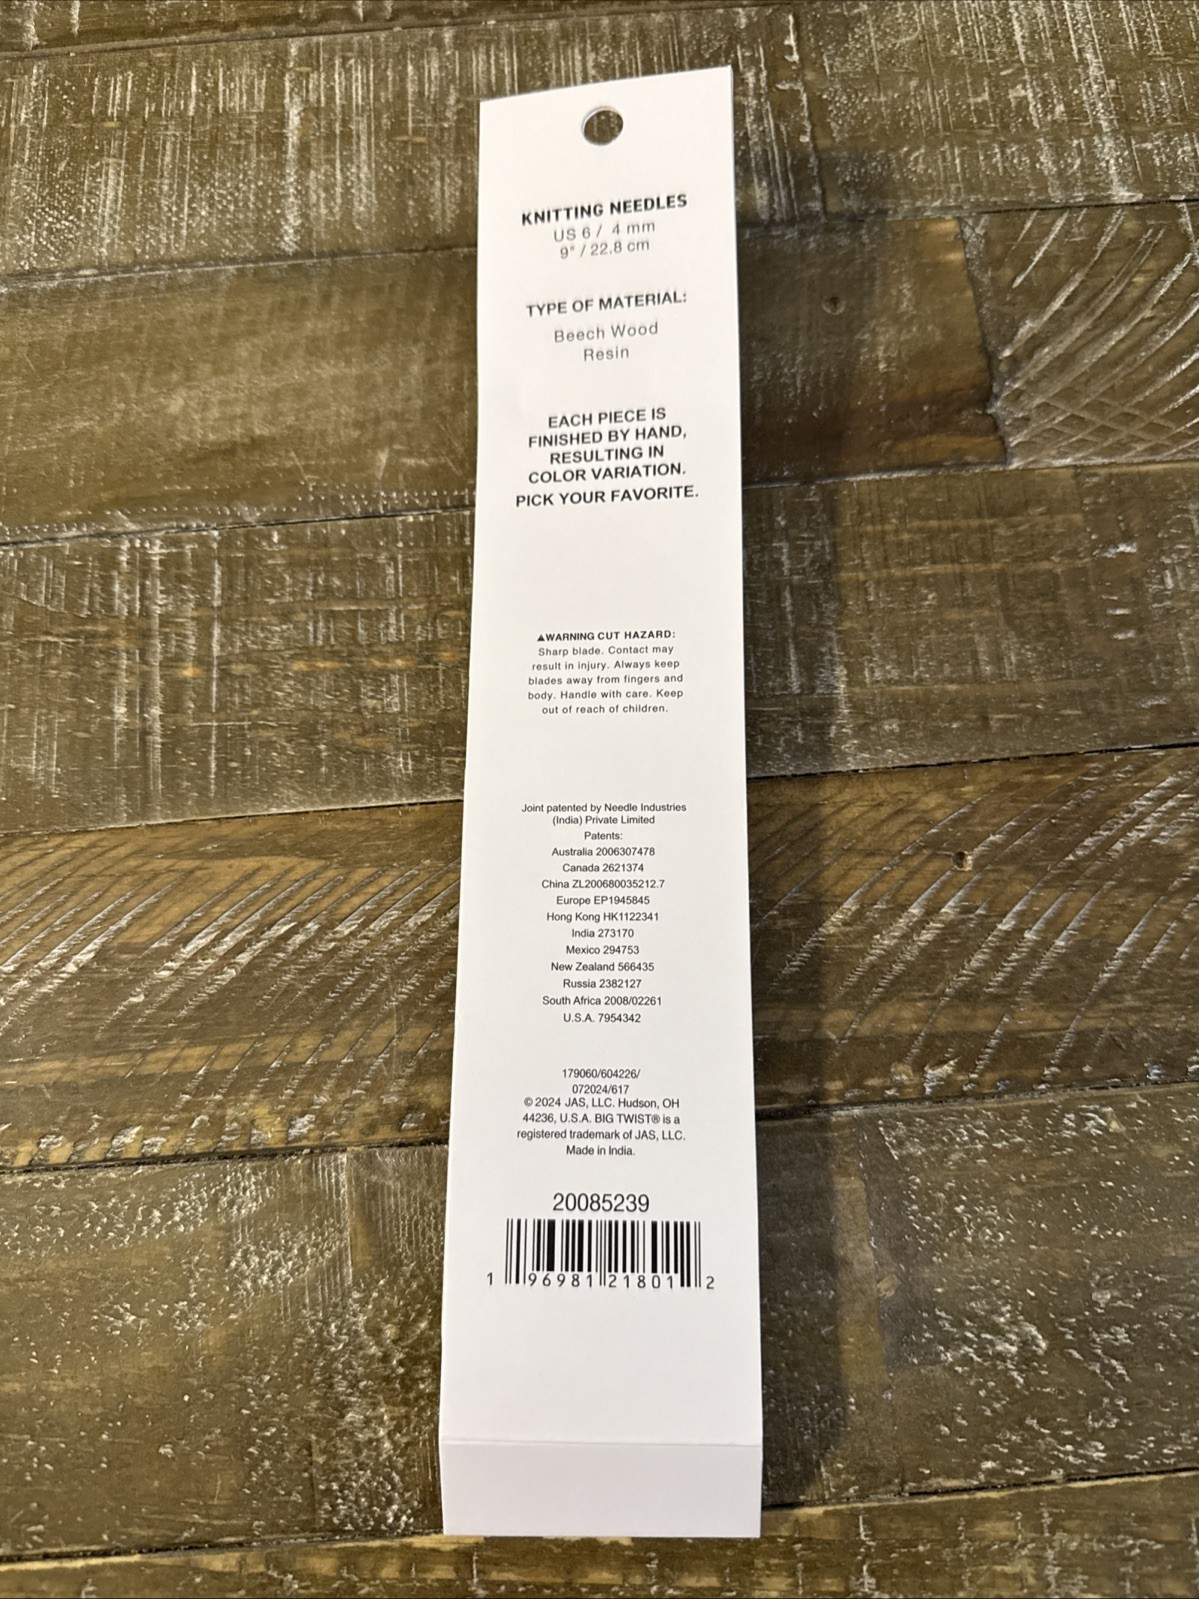 KNITTING NEEDLES
US 6 / 4 mm
9" / 22.8 cm
TYPE OF MATERIAL:
Beech Wood
Resin
EACH PIECE IS
FINISHED BY HAND,
RESULTING IN
COLOR VARIATION.
PICK YOUR FAVORITE.
▲WARNING CUT HAZARD:
Sharp blade. Contact may
result in injury. Always keep
blades away from fingers and
body. Handle with care. Keep
out of reach of children.
Joint patented by Needle Industries
(India) Private Limited
Patents:
Australia 2006307478
Canada 2621374
China ZL200680035212.7
Europe EP1945845
Hong Kong HK1122341
India 273170
Mexico 294753
New Zealand 566435
Russia 2382127
South Africa 2008/02261
U.S.A. 7954342
179060/604226/
072024/617
© 2024 JAS, LLC. Hudson, OH
44236, U.S.A. BIG TWIST® is a
registered trademark of JAS, LLC.
Made in India.
20085239
1 96981 21801 2